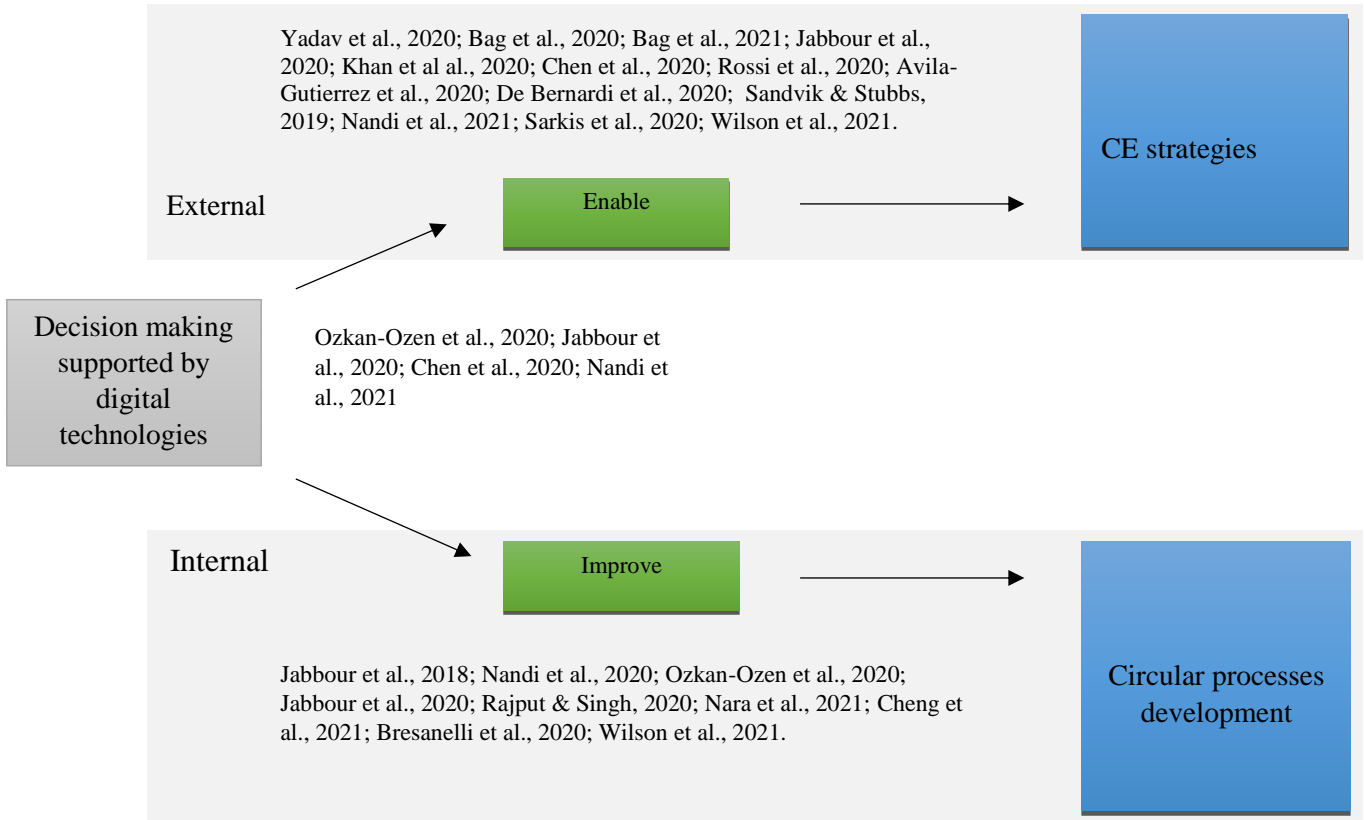 Yadav et al., 2020; Bag et al., 2020; Bag et al., 2021; Jabbour et al.,
2020; Khan et al al., 2020; Chen et al., 2020; Rossi et al., 2020; Avila-
Gutierrez et al., 2020; De Bernardi et al., 2020;  Sandvik & Stubbs,
2019; Nandi et al., 2021; Sarkis et al., 2020; Wilson et al., 2021.
CE strategies
External
Enable
Decision making
supported by
digital
technologies
Ozkan-Ozen et al., 2020; Jabbour et
al., 2020; Chen et al., 2020; Nandi et
al., 2021
Internal
Improve
Jabbour et al., 2018; Nandi et al., 2020; Ozkan-Ozen et al., 2020;
Jabbour et al., 2020; Rajput & Singh, 2020; Nara et al., 2021; Cheng et
al., 2021; Bresanelli et al., 2020; Wilson et al., 2021.
Circular processes
development